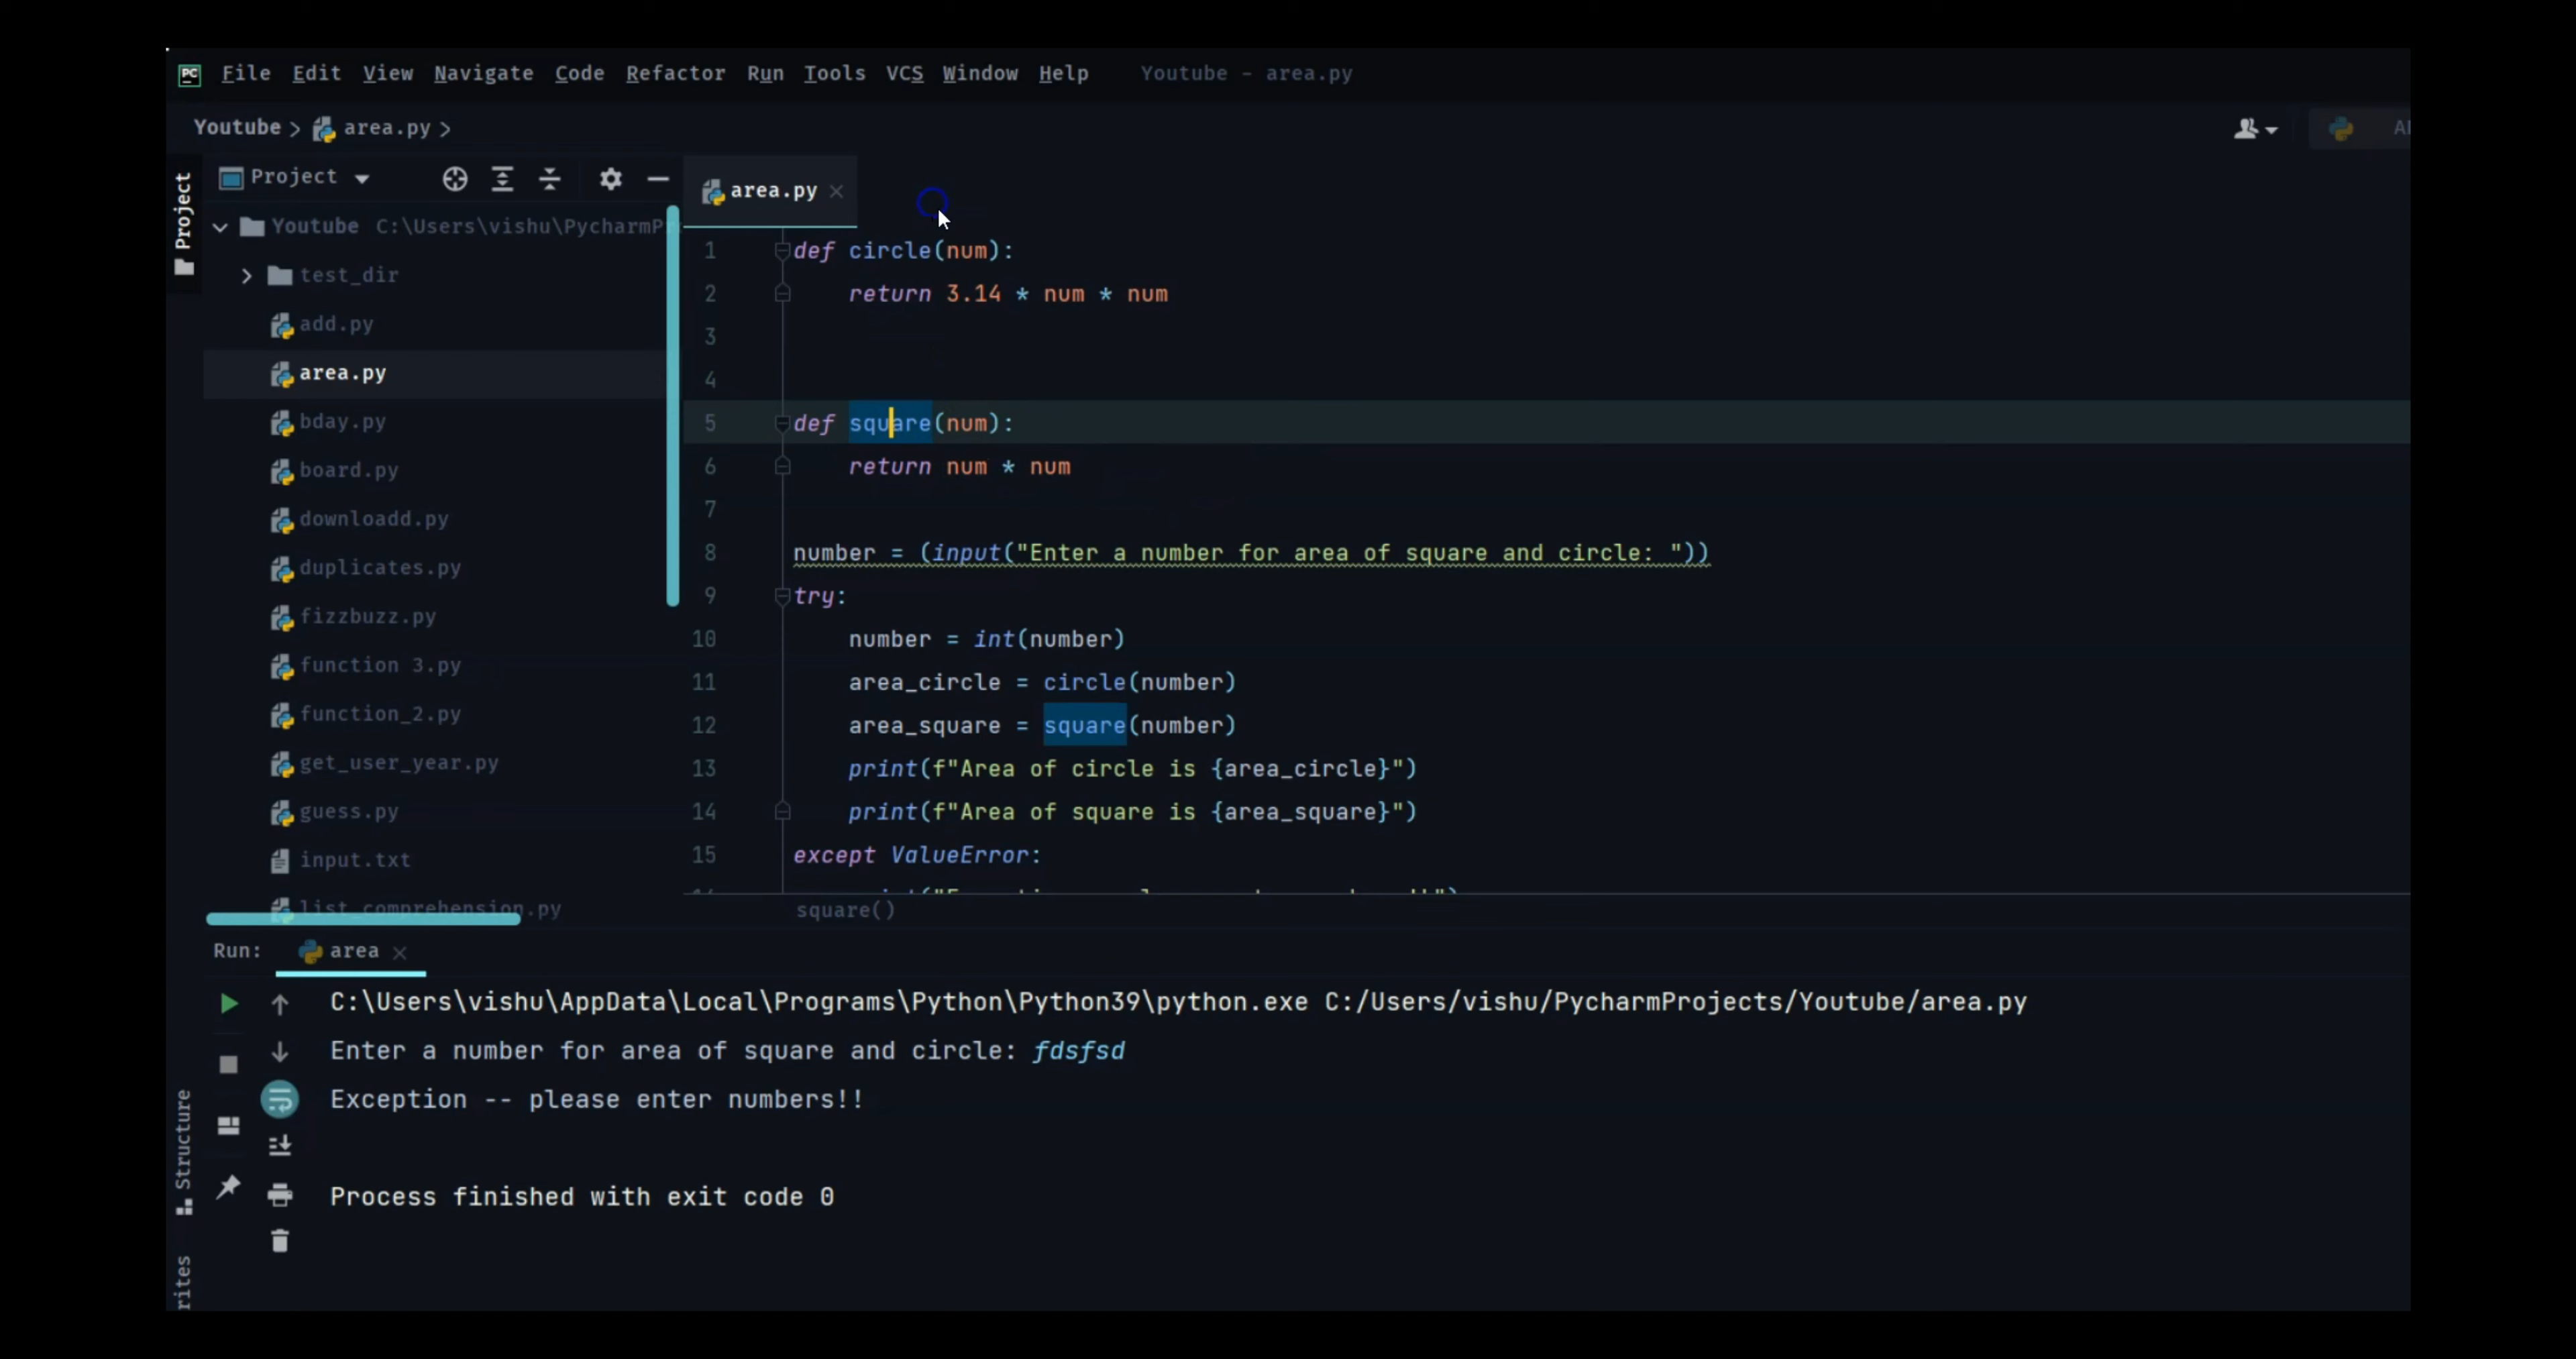 PC File Edit View Navigate Code Refactor Run Tools VCS Window Help Youtube - area.py
Youtube > area.py >
Project
Project
Youtube C:\Users\vishu\PycharmPr
test_dir
add.py
area.py
bday.py
board.py
downloadd.py
duplicates.py
fizzbuzz.py
function 3.py
function_2.py
get_user_year.py
guess.py
input.txt
list_comprehension.py
area.py
1 def circle(num):
2     return 3.14 * num * num
3
4
5 def square(num):
6     return num * num
7
8 number = (input("Enter a number for area of square and circle: "))
9 try:
10     number = int(number)
11     area_circle = circle(number)
12     area_square = square(number)
13     print(f"Area of circle is {area_circle}")
14     print(f"Area of square is {area_square}")
15 except ValueError:
square()
Run: area
C:\Users\vishu\AppData\Local\Programs\Python\Python39\python.exe C:/Users/vishu/PycharmProjects/Youtube/area.py
Enter a number for area of square and circle: fdsfsd
Exception -- please enter numbers!!
Process finished with exit code 0
Structure
rites